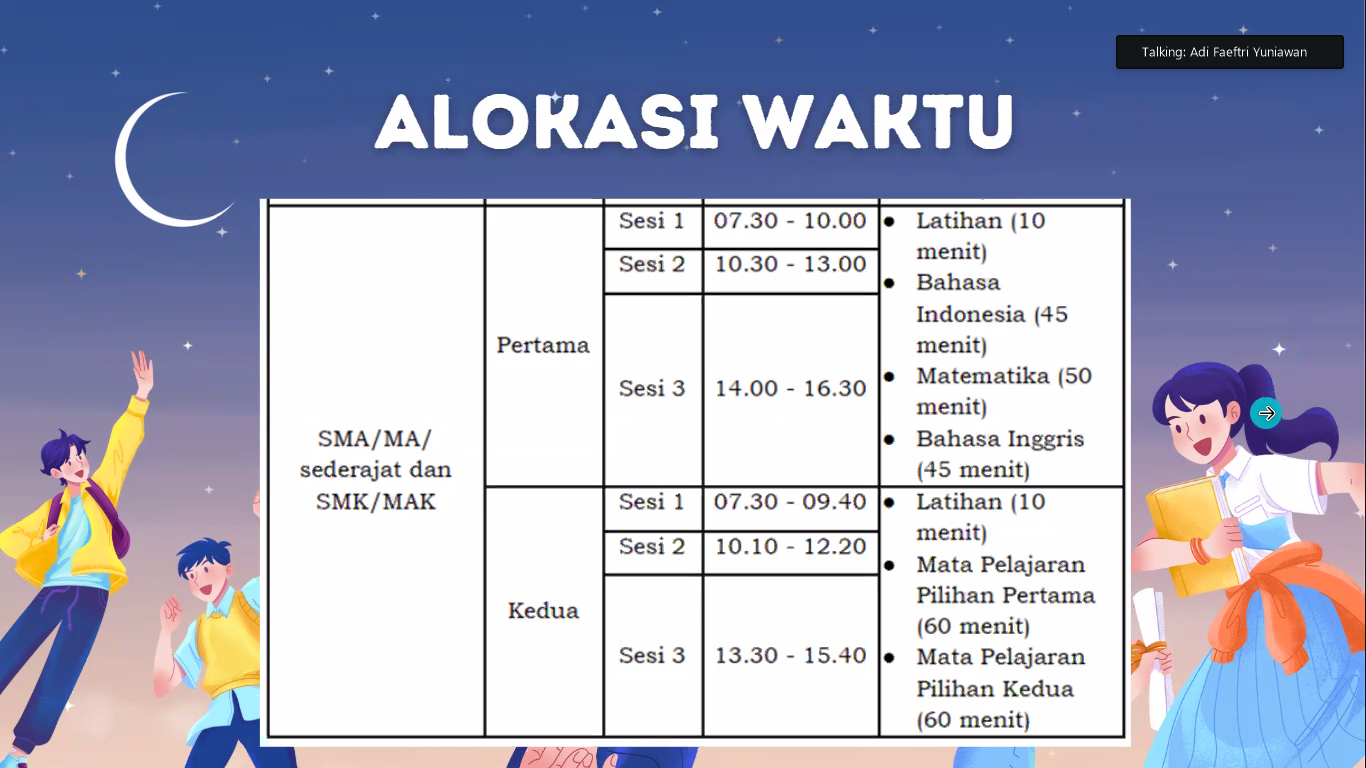 Talking: Adi Faeftri Yuniawan
ALOKASI WAKTU
SMA/MA/
sederajat dan
SMK/MAK
Pertama
Sesi 1
07.30 - 10.00
Sesi 2
10.30 - 13.00
Sesi 3
14.00 - 16.30
• Latihan (10
menit)
• Bahasa
Indonesia (45
menit)
• Matematika (50
menit)
• Bahasa Inggris
(45 menit)
Kedua
Sesi 1
07.30 - 09.40
Sesi 2
10.10 - 12.20
Sesi 3
13.30 - 15.40
• Latihan (10
menit)
• Mata Pelajaran
Pilihan Pertama
(60 menit)
• Mata Pelajaran
Pilihan Kedua
(60 menit)